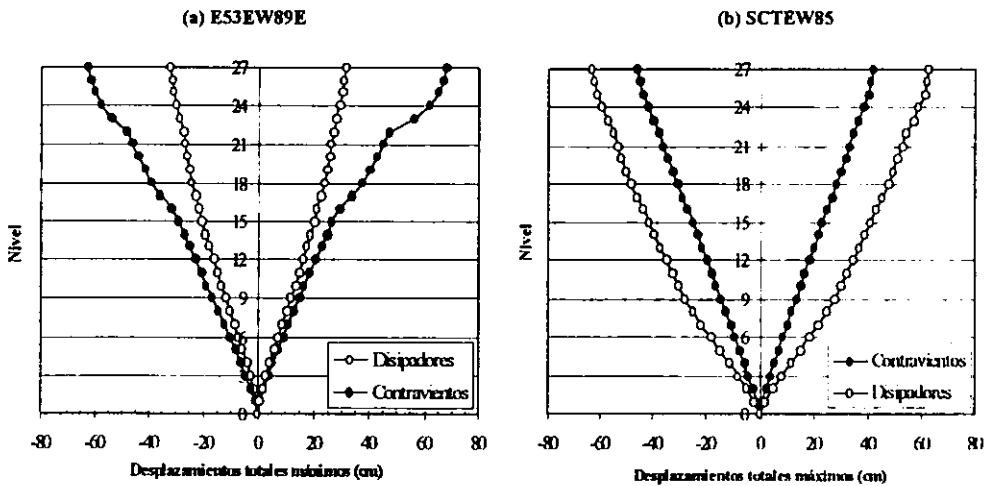 (a) E53EW89E
27
24
21
18
15
12
9
6
3
0
Nivel
Disipadores
Contravientos
-80 -60 -40 -20 0 20 40 60 80
Desplazamientos totales máximos (cm)
(b) SCTEW85
27
24
21
18
15
12
9
6
3
0
Nivel
Contravientos
Disipadores
-80 -60 -40 -20 0 20 40 60 80
Desplazamientos totales máximos (cm)